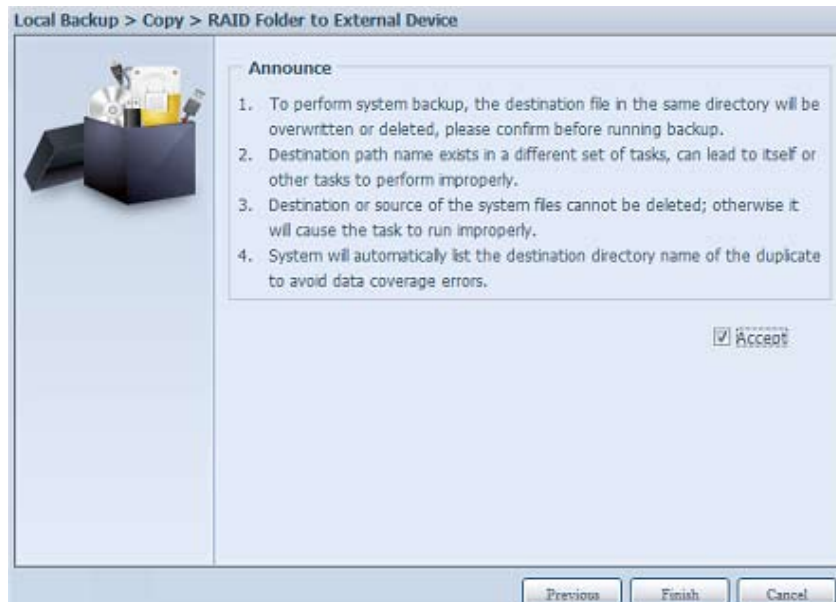 Local Backup > Copy > RAID Folder to External Device
Announce
1. To perform system backup, the destination file in the same directory will be
overwritten or deleted, please confirm before running backup.
2. Destination path name exists in a different set of tasks, can lead to itself or
other tasks to perform improperly.
3. Destination or source of the system files cannot be deleted; otherwise it
will cause the task to run improperly.
4. System will automatically list the destination directory name of the duplicate
to avoid data coverage errors.
Accept
Previous Finish Cancel